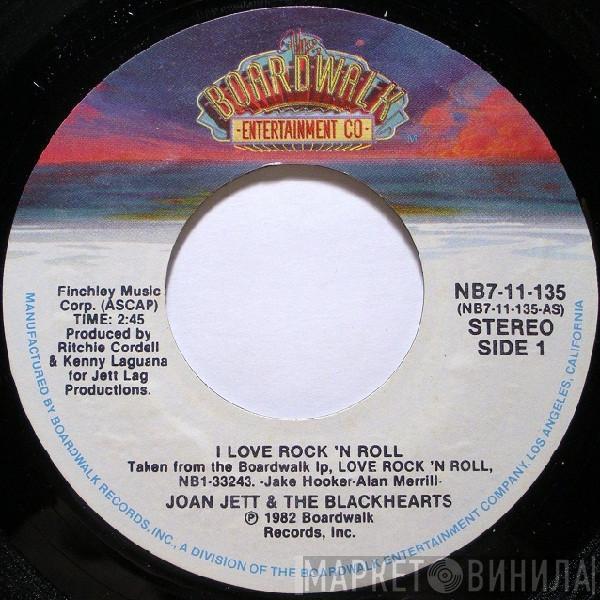 The
BOARDWALK
-ENTERTAINMENT CO-
M
Finchley Music
Corp. (ASCAP)
TIME: 2:45
Produced by
Ritchie Cordell
& Kenny Laguna
for Jett Lag
Productions.
NB7-11-135
(NB7-11-135-AS)
STEREO
SIDE 1
I LOVE ROCK 'N ROLL
Taken from the Boardwalk lp, LOVE ROCK 'N ROLL,
NB1-33243. -Jake Hooker-Alan Merrill-
JOAN JETT & THE BLACKHEARTS
℗ 1982 Boardwalk
Records, Inc.
MANUFACTURED BY BOARDWALK RECORDS, INC., A DIVISION OF THE BOARDWALK ENTERTAINMENT COMPANY, LOS ANGELES, CALIFORNIA
МАРКЕТ ВИНИЛА